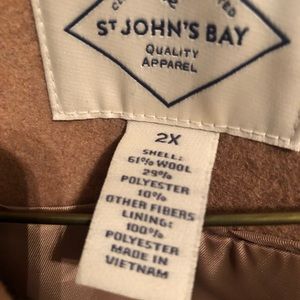 ST JOHN'S BAY
QUALITY
APPAREL
2X
SHELL:
61% WOOL
29%
POLYESTER
10%
OTHER FIBERS
LINING:
100%
POLYESTER
MADE IN
VIETNAM